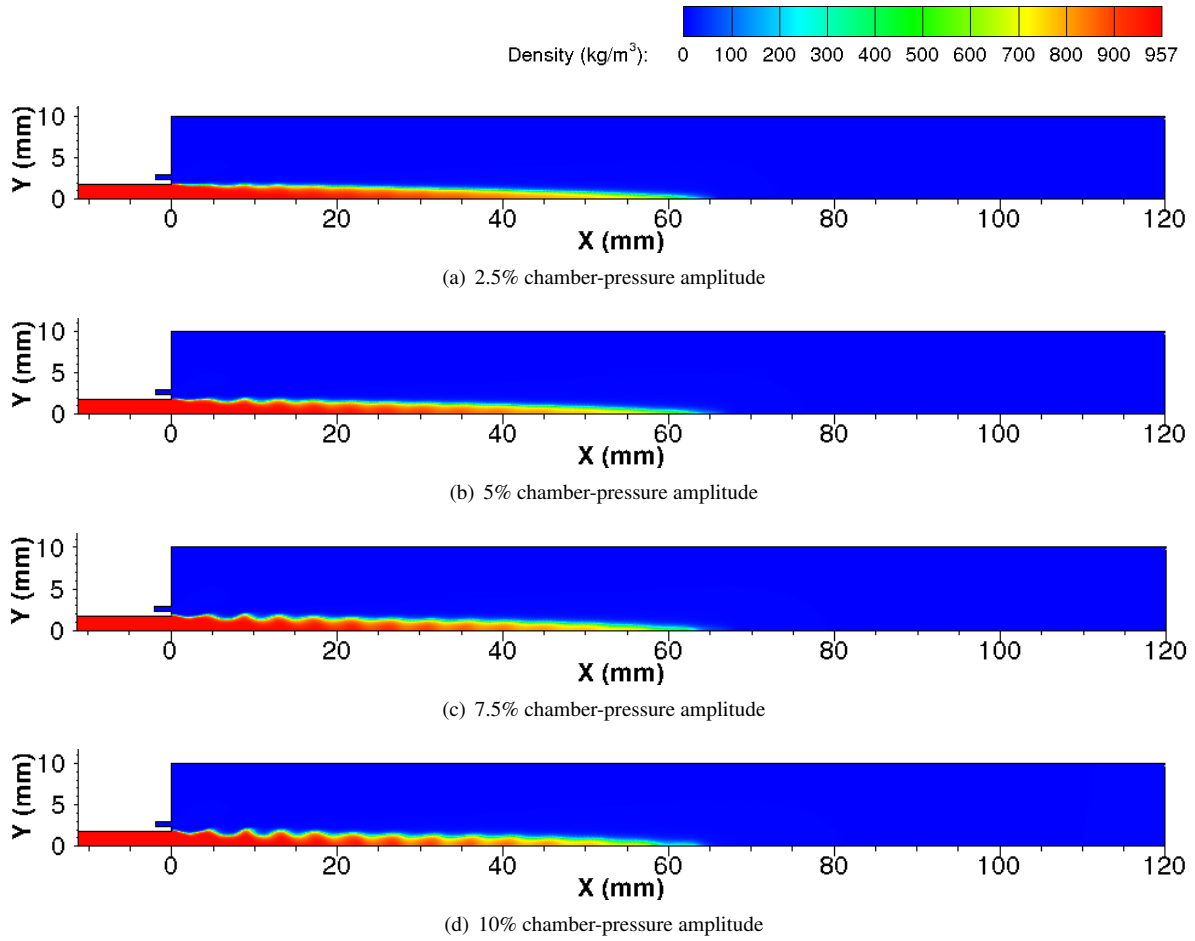 Density (kg/m³): 0 100 200 300 400 500 600 700 800 900 957
Y (mm)
10
5
0
0 20 40 60 80 100 120
X (mm)
(a) 2.5% chamber-pressure amplitude
Y (mm)
10
5
0
0 20 40 60 80 100 120
X (mm)
(b) 5% chamber-pressure amplitude
Y (mm)
10
5
0
0 20 40 60 80 100 120
X (mm)
(c) 7.5% chamber-pressure amplitude
Y (mm)
10
5
0
0 20 40 60 80 100 120
X (mm)
(d) 10% chamber-pressure amplitude